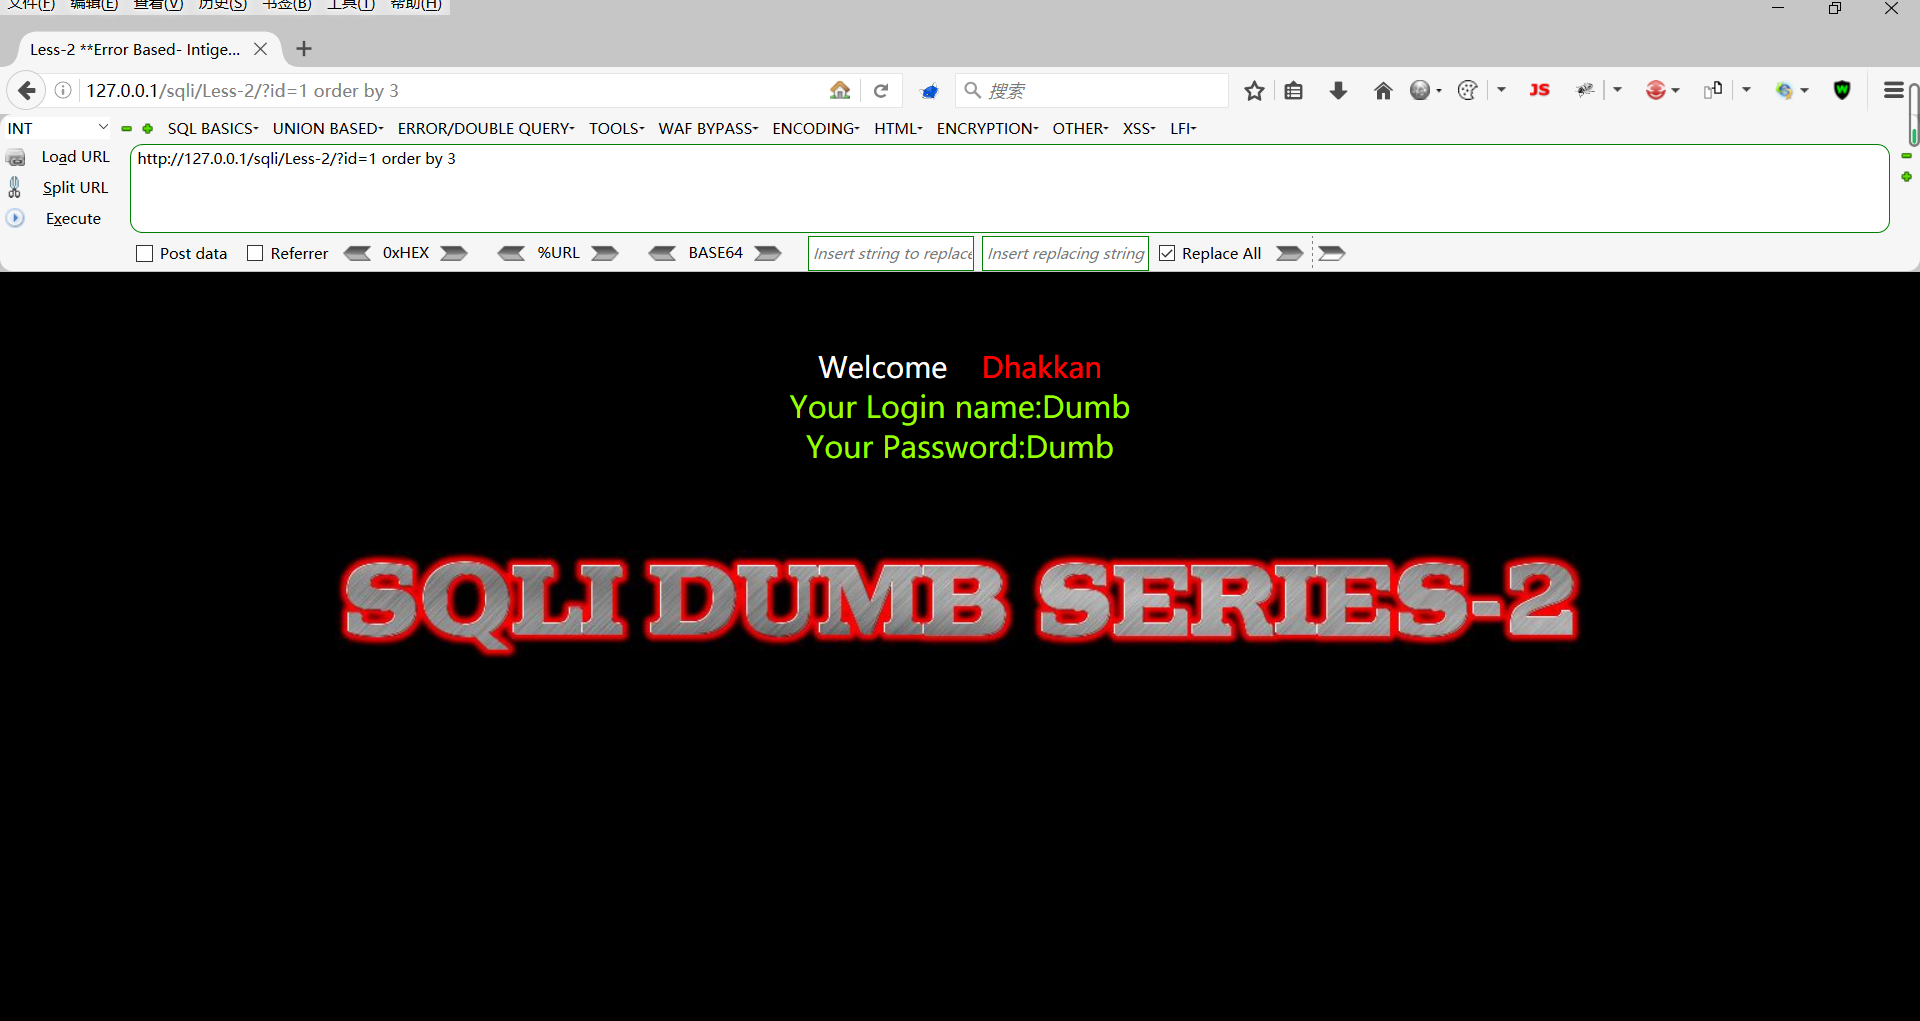 文件(F) 编辑(E) 查看(V) 历史(S) 书签(B) 工具(T) 帮助(H)
Less-2 **Error Based- Intige...
127.0.0.1/sqli/Less-2/?id=1 order by 3
搜索
JS
W
INT
SQL BASICS UNION BASED ERROR/DOUBLE QUERY TOOLS WAF BYPASS ENCODING HTML ENCRYPTION OTHER XSS LFI
Load URL
http://127.0.0.1/sqli/Less-2/?id=1 order by 3
Split URL
Execute
Post data Referrer 0xHEX %URL BASE64 Insert string to replace Insert replacing string Replace All
Welcome Dhakkan
Your Login name:Dumb
Your Password:Dumb
SQLI DUMB SERIES-2